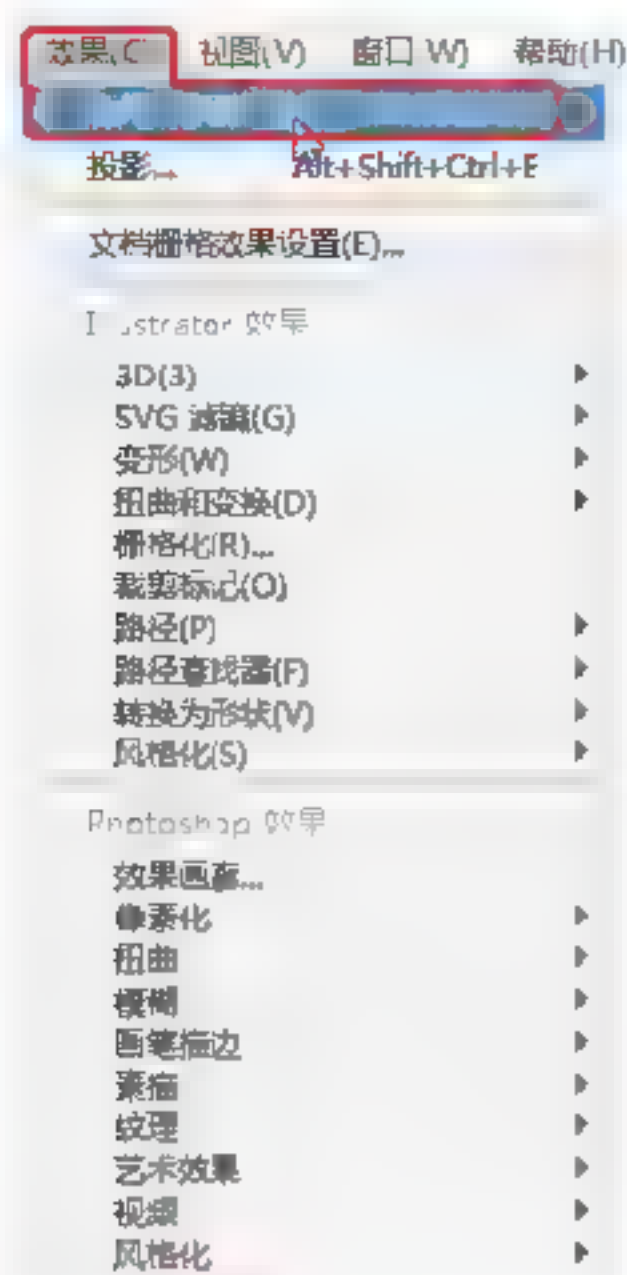 效果(C) 视图(V) 窗口(W) 帮助(H)
投影... Alt+Shift+Ctrl+E
文档栅格效果设置(E)...
Illustrator 效果
3D(3)
SVG 滤镜(G)
变形(W)
扭曲和变换(D)
栅格化(R)...
裁剪标记(O)
路径(P)
路径查找器(F)
转换为形状(V)
风格化(S)
Photoshop 效果
效果画廊...
像素化
扭曲
模糊
画笔描边
素描
纹理
艺术效果
视频
风格化